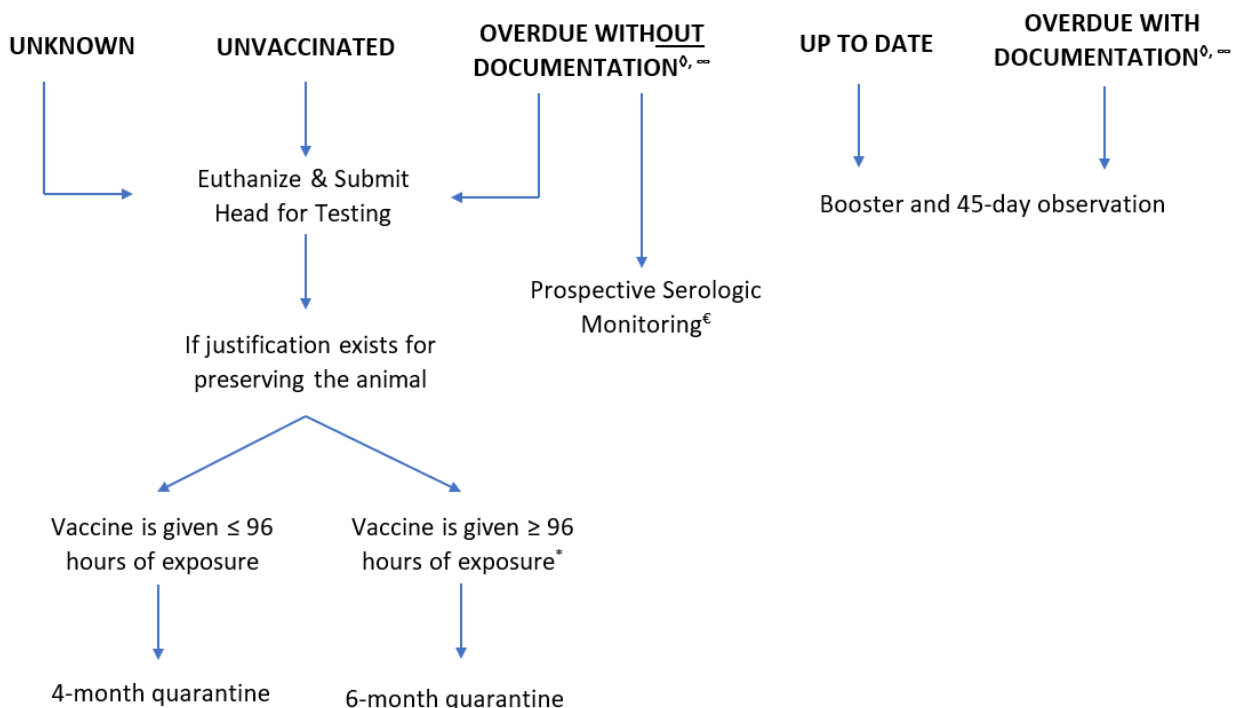 UNKNOWN
UNVACCINATED
OVERDUE WITHOUT
DOCUMENTATION◊, ∞
UP TO DATE
OVERDUE WITH
DOCUMENTATION◊, ∞
Euthanize & Submit
Head for Testing
Booster and 45-day observation
Prospective Serologic
Monitoring€
If justification exists for
preserving the animal
Vaccine is given ≤ 96
hours of exposure
Vaccine is given ≥ 96
hours of exposure*
4-month quarantine
6-month quarantine